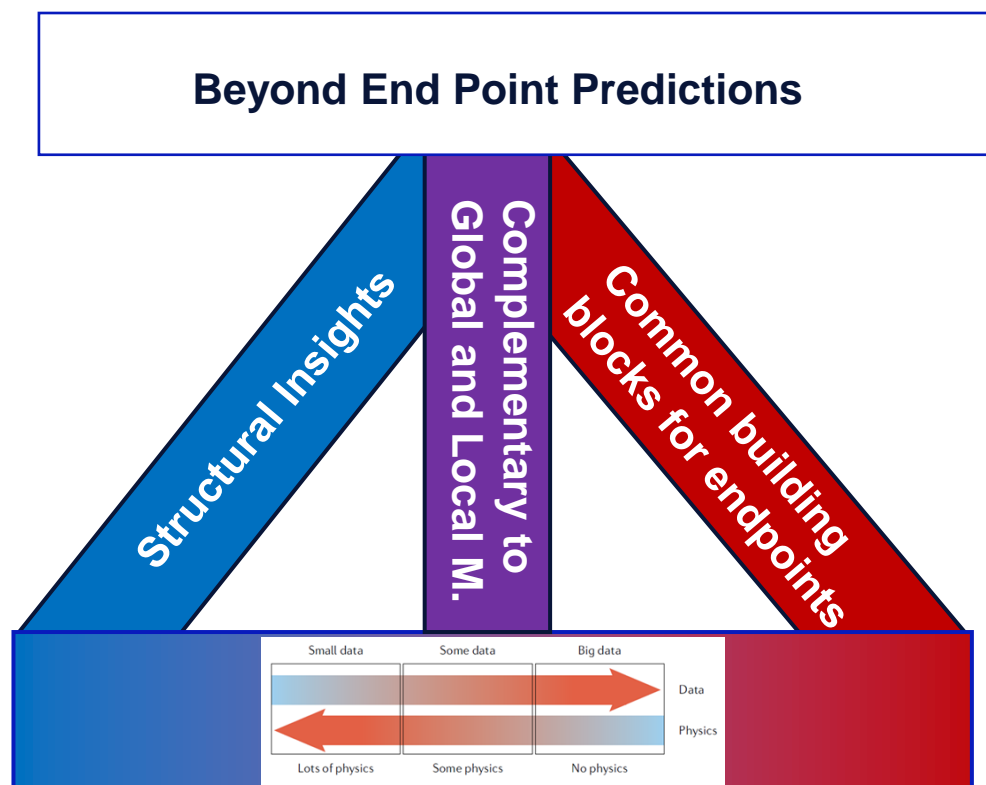 Beyond End Point Predictions
Structural Insights
Complementary to
Global and Local M.
Common building
blocks for endpoints
Small data
Some data
Big data
Data
Physics
Lots of physics
Some physics
No physics